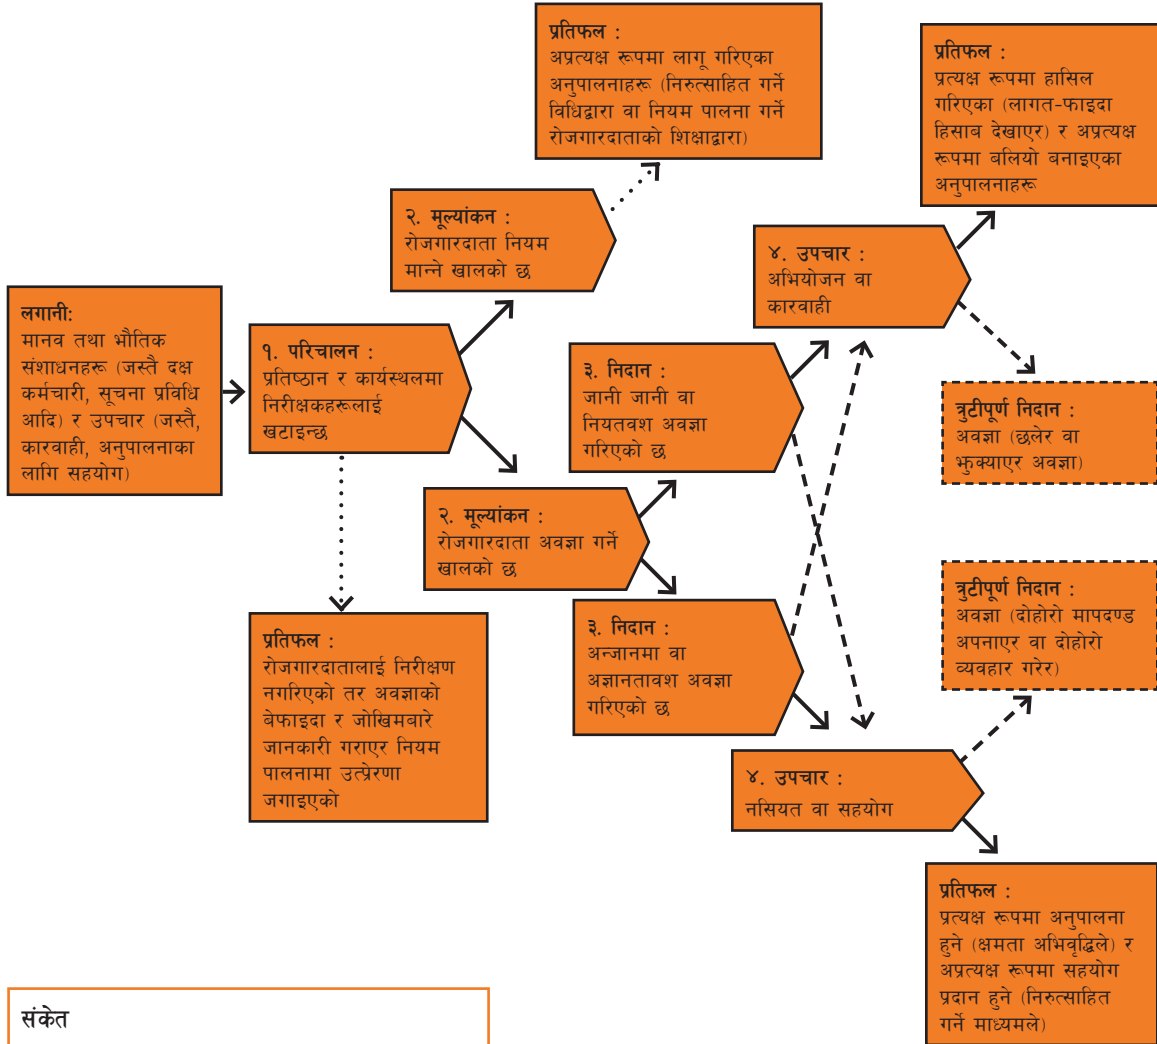 लगानी:
मानव तथा भौतिक
संशाधनहरू (जस्तै दक्ष
कर्मचारी, सूचना प्रविधि
आदि) र उपचार (जस्तै,
कारवाही, अनुपालनाका
लागि सहयोग)
१. परिचालन :
प्रतिष्ठान र कार्यस्थलमा
निरीक्षकहरूलाई
खटाइन्छ
प्रतिफल :
रोजगारदातालाई निरीक्षण
नगरिएको तर अवज्ञाको
बेफाइदा र जोखिमबारे
जानकारी गराएर नियम
पालनामा उत्प्रेरणा
जगाइएको
२. मूल्यांकन :
रोजगारदाता नियम
मान्ने खालको छ
प्रतिफल :
अप्रत्यक्ष रूपमा लागू गरिएका
अनुपालनाहरू (निरुत्साहित गर्ने
विधिद्वारा वा नियम पालना गर्ने
रोजगारदाताको शिक्षाद्वारा)
२. मूल्यांकन :
रोजगारदाता अवज्ञा गर्ने
खालको छ
३. निदान :
जानी जानी वा
नियतवश अवज्ञा
गरिएको छ
३. निदान :
अन्जानमा वा
अज्ञानतावश अवज्ञा
गरिएको छ
४. उपचार :
अभियोजन वा
कारवाही
प्रतिफल :
प्रत्यक्ष रूपमा हासिल
गरिएका (लागत-फाइदा
हिसाब देखाएर) र अप्रत्यक्ष
रूपमा बलियो बनाइएका
अनुपालनाहरू
त्रुटीपूर्ण निदान :
अवज्ञा (छलेर वा
झुक्याएर अवज्ञा)
त्रुटीपूर्ण निदान :
अवज्ञा (दोहोरो मापदण्ड
अपनाएर वा दोहोरो
व्यवहार गरेर)
४. उपचार :
नसियत वा सहयोग
प्रतिफल :
प्रत्यक्ष रूपमा अनुपालना
हुने (क्षमता अभिवृद्धिले) र
अप्रत्यक्ष रूपमा सहयोग
प्रदान हुने (निरुत्साहित
गर्ने माध्यमले)
संकेत